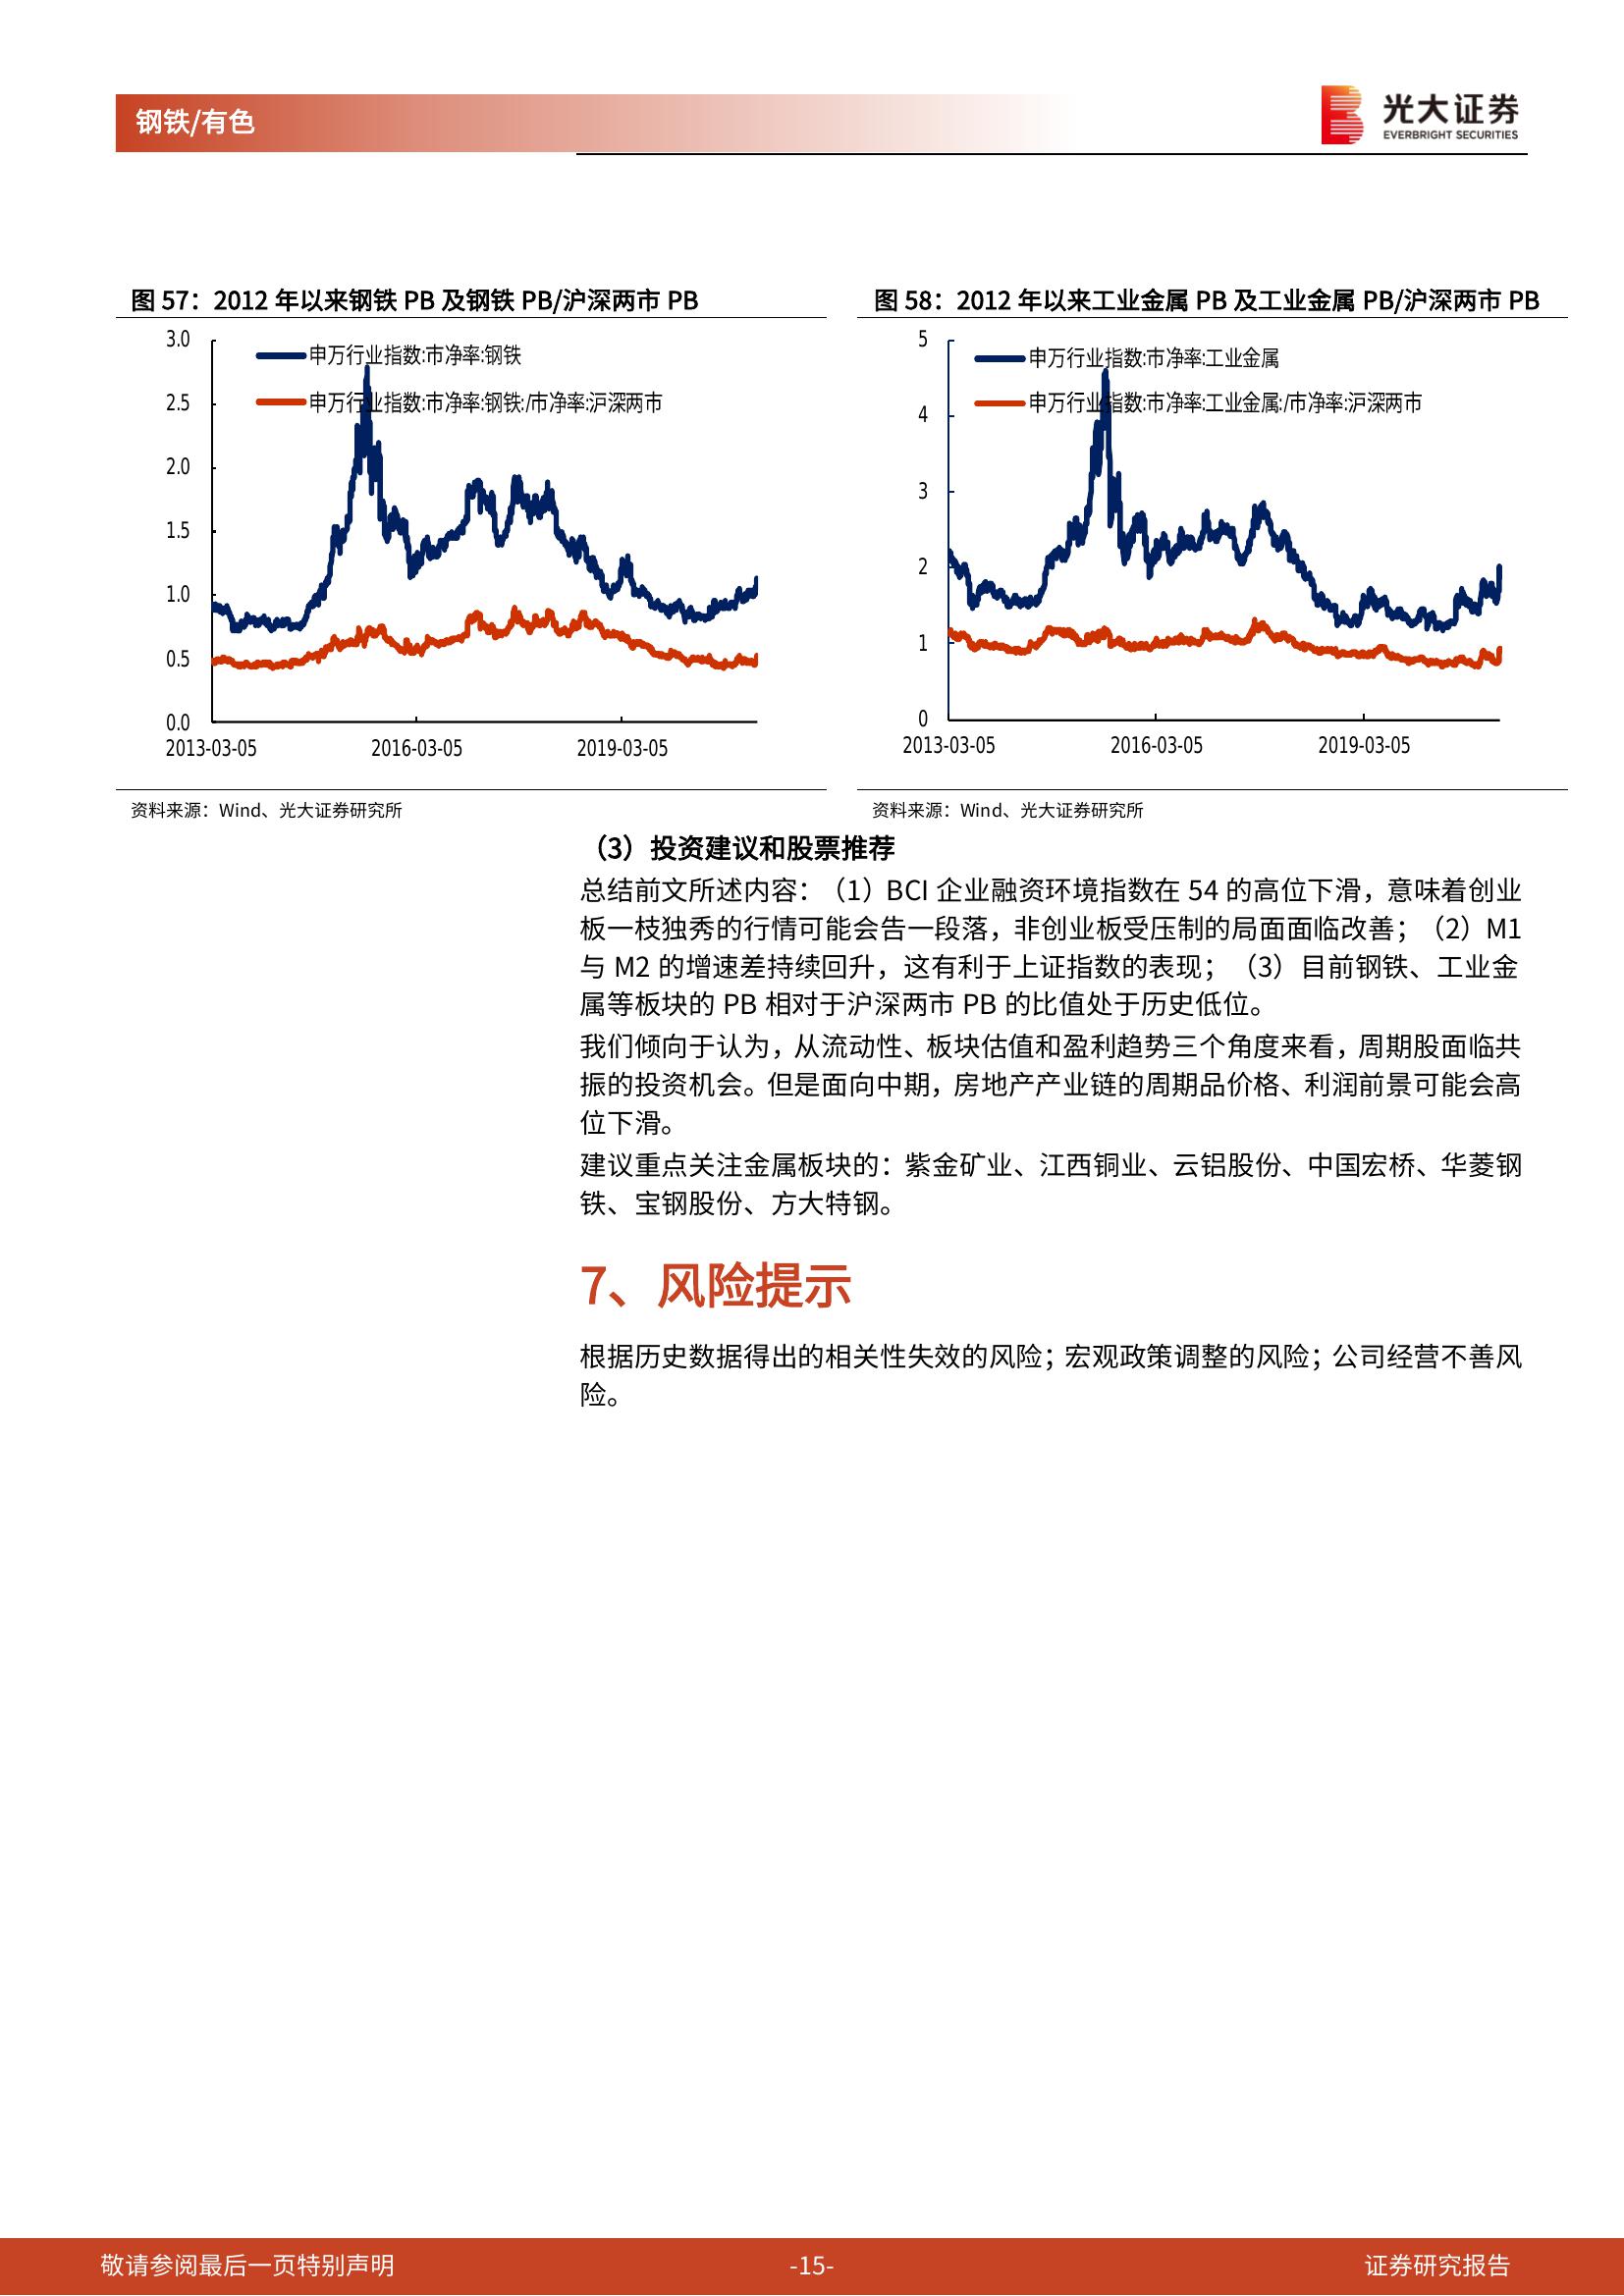 钢铁/有色
光大证券
EVERBRIGHT SECURITIES
图 57：2012 年以来钢铁 PB 及钢铁 PB/沪深两市 PB
3.0
2.5
2.0
1.5
1.0
0.5
0.0
申万行业指数:市净率:钢铁
申万行业指数:市净率:钢铁:/市净率:沪深两市
2013-03-05
2016-03-05
2019-03-05
资料来源：Wind、光大证券研究所
图 58：2012 年以来工业金属 PB 及工业金属 PB/沪深两市 PB
5
4
3
2
1
0
申万行业指数:市净率:工业金属
申万行业指数:市净率:工业金属:/市净率:沪深两市
2013-03-05
2016-03-05
2019-03-05
资料来源：Wind、光大证券研究所
（3）投资建议和股票推荐
总结前文所述内容：（1）BCI 企业融资环境指数在 54 的高位下滑，意味着创业
板一枝独秀的行情可能会告一段落，非创业板受压制的局面面临改善；（2）M1
与 M2 的增速差持续回升，这有利于上证指数的表现；（3）目前钢铁、工业金
属等板块的 PB 相对于沪深两市 PB 的比值处于历史低位。
我们倾向于认为，从流动性、板块估值和盈利趋势三个角度来看，周期股面临共
振的投资机会。但是面向中期，房地产产业链的周期品价格、利润前景可能会高
位下滑。
建议重点关注金属板块的：紫金矿业、江西铜业、云铝股份、中国宏桥、华菱钢
铁、宝钢股份、方大特钢。
7、风险提示
根据历史数据得出的相关性失效的风险；宏观政策调整的风险；公司经营不善风
险。
敬请参阅最后一页特别声明
-15-
证券研究报告